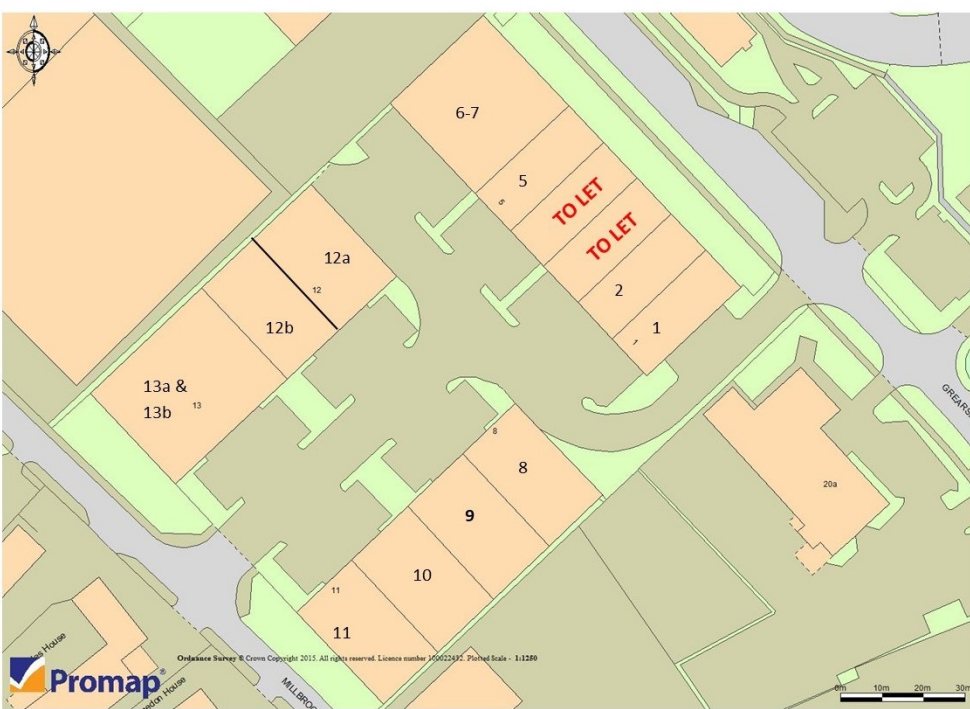 6-7
5
5
TO LET
TO LET
2
1
1
12a
12
12b
13a &
13b
13
8
8
9
10
11
11
20a
GREARS
House
edon House
MILLBRO
Ordnance Survey © Crown Copyright 2015. All rights reserved. Licence number 100022432. Plotted Scale - 1:1250
Promap®
0m 10m 20m 30m